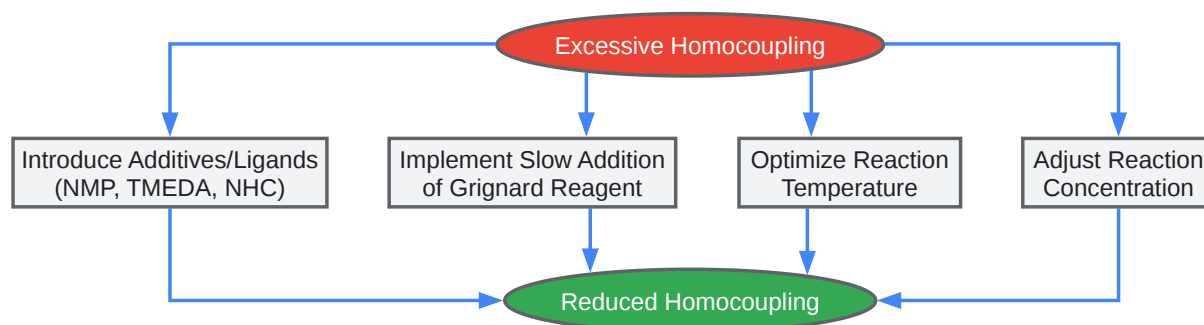 Excessive Homocoupling
Introduce Additives/Ligands
(NMP, TMEDA, NHC)
Implement Slow Addition
of Grignard Reagent
Optimize Reaction
Temperature
Adjust Reaction
Concentration
Reduced Homocoupling